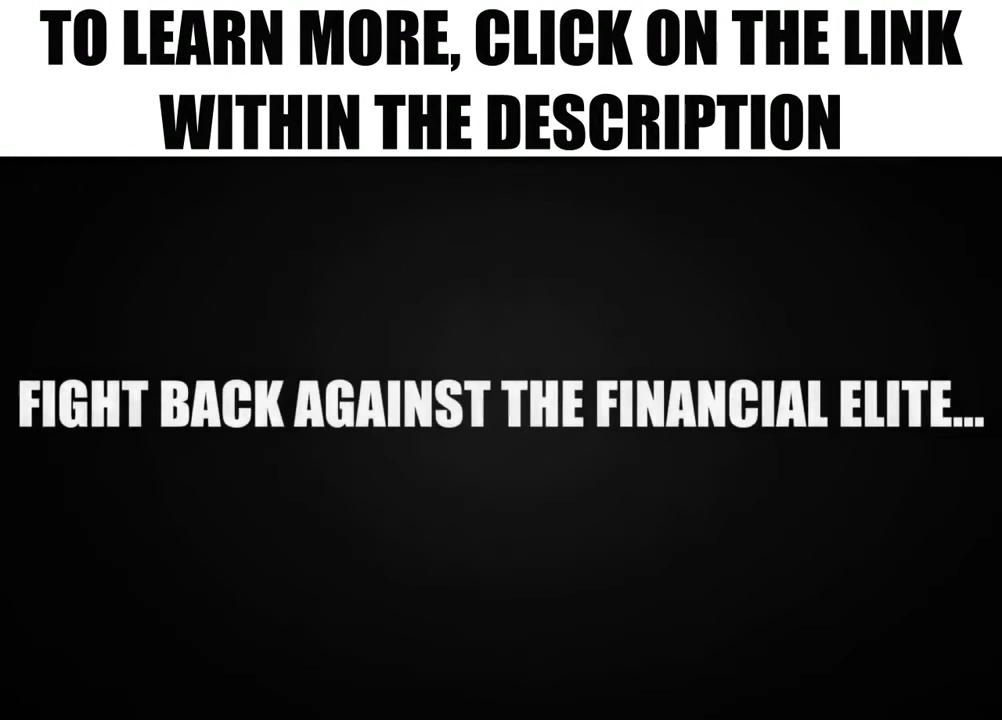 TO LEARN MORE, CLICK ON THE LINK
WITHIN THE DESCRIPTION
FIGHT BACK AGAINST THE FINANCIAL ELITE...